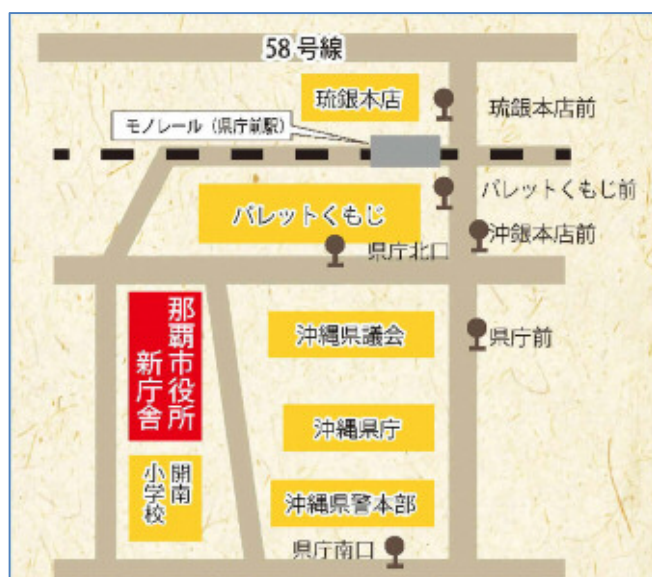 58号線
琉銀本店
琉銀本店前
モノレール（県庁前駅）
パレットくもじ前
パレットくもじ
沖銀本店前
県庁北口
那覇市役所
新庁舎
沖縄県議会
県庁前
沖縄県庁
開南
小学校
沖縄県警本部
県庁南口